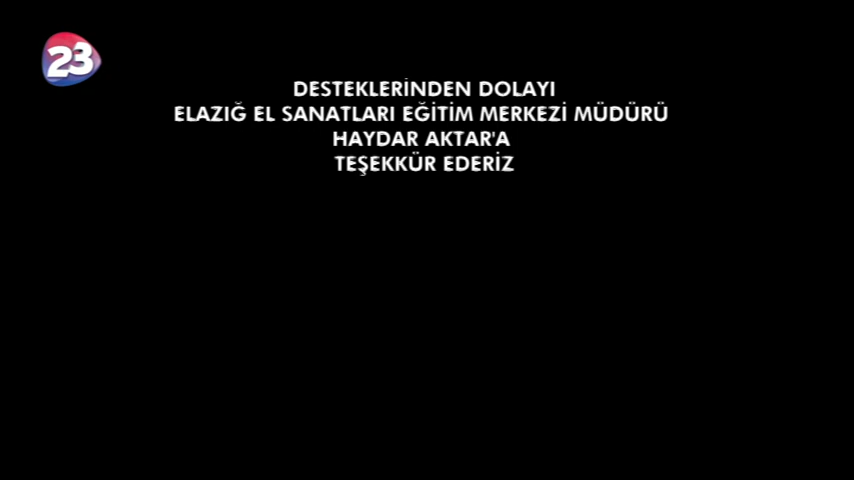 23
DESTEKLERİNDEN DOLAYI
ELAZIĞ EL SANATLARI EĞİTİM MERKEZİ MÜDÜRÜ
HAYDAR AKTAR'A
TEŞEKKÜR EDERİZ